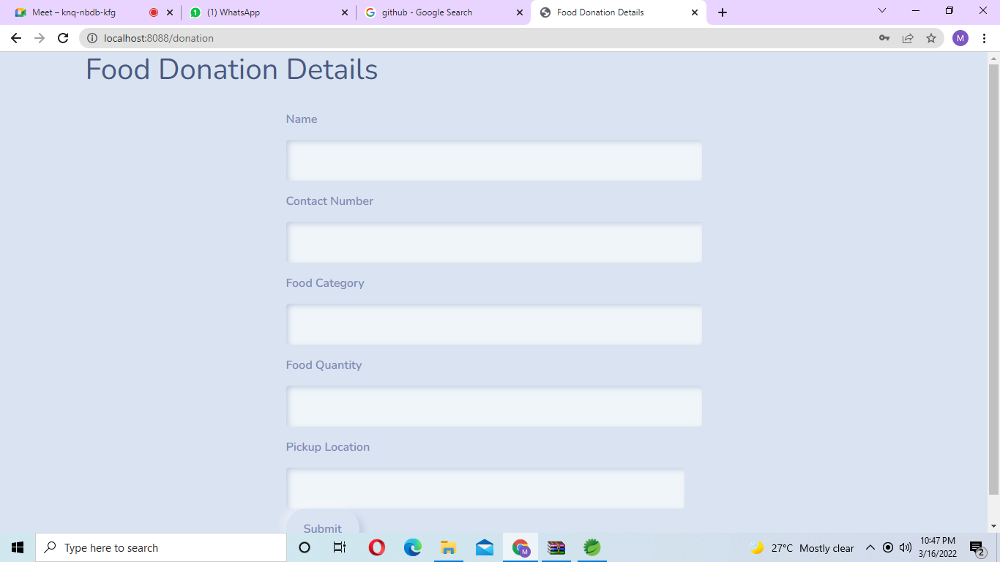 Meet – knq-nbdb-kfg
(1) WhatsApp
github - Google Search
Food Donation Details
localhost:8088/donation
M
Food Donation Details
Name
Contact Number
Food Category
Food Quantity
Pickup Location
Submit
Type here to search
M
27°C Mostly clear
10:47 PM
3/16/2022
2